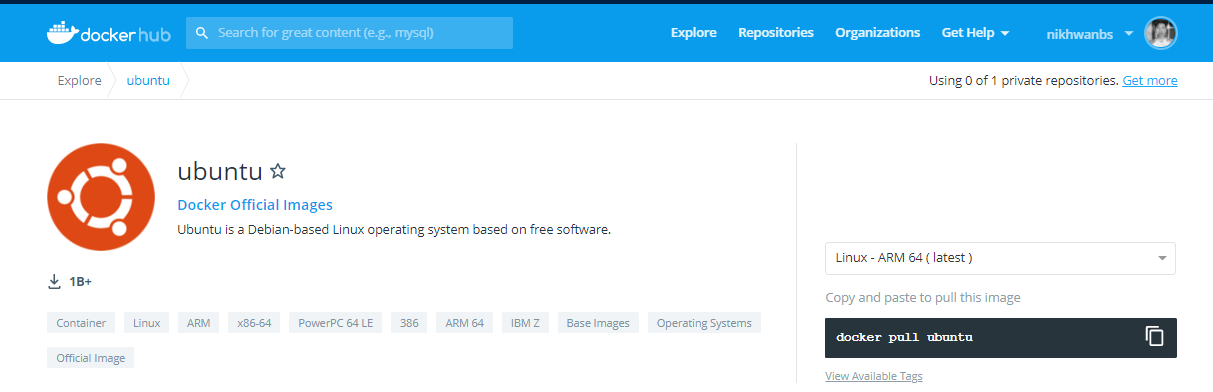 docker hub
Search for great content (e.g., mysql)
Explore
Repositories
Organizations
Get Help
nikhwanbs
Explore
ubuntu
Using 0 of 1 private repositories. Get more
ubuntu
Docker Official Images
Ubuntu is a Debian-based Linux operating system based on free software.
1B+
Container
Linux
ARM
x86-64
PowerPC 64 LE
386
ARM 64
IBM Z
Base Images
Operating Systems
Official Image
Linux - ARM 64 ( latest )
Copy and paste to pull this image
docker pull ubuntu
View Available Tags